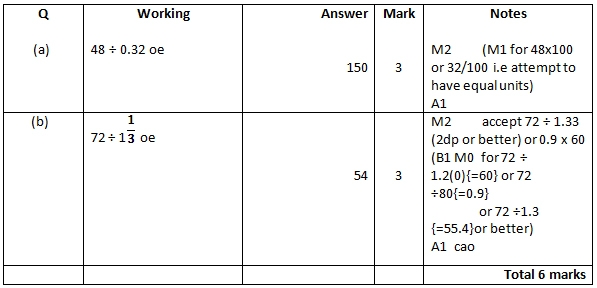 Q Working Answer Mark Notes
(a) 48 ÷ 0.32 oe 150 3 M2 (M1 for 48x100
or 32/100 i.e attempt to
have equal units)
A1
(b) 72 ÷ 1 1/3 oe 54 3 M2 accept 72 ÷ 1.33
(2dp or better) or 0.9 x 60
(B1 M0 for 72 ÷
1.2(0){=60} or 72
÷80{=0.9}
or 72 ÷1.3
{=55.4}or better)
A1 cao
Total 6 marks